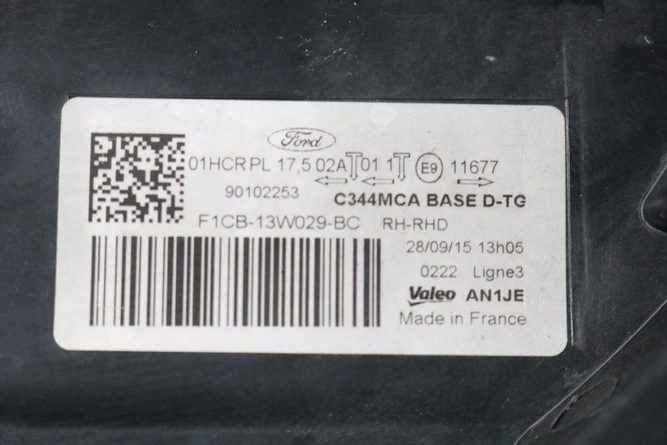 Ford
01HCR PL 17,5 02A 01 1 E9 11677
90102253
C344MCA BASE D-TG
F1CB-13W029-BC RH-RHD
28/09/15 13h05
0222 Ligne3
Valeo AN1JE
Made in France